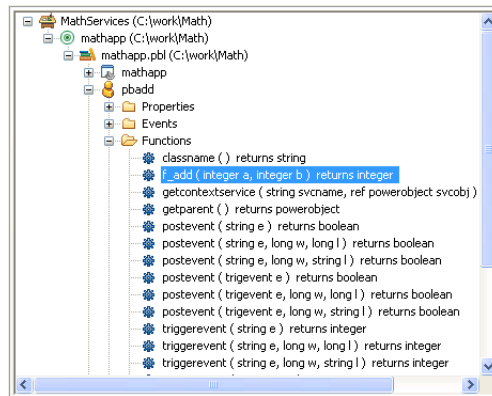 MathServices (C:\work\Math)
mathapp (C:\work\Math)
mathapp.pbl (C:\work\Math)
mathapp
pbadd
Properties
Events
Functions
classname ( ) returns string
f_add ( integer a, integer b ) returns integer
getcontextservice ( string svcname, ref powerobject svcobj )
getparent ( ) returns powerobject
postevent ( string e ) returns boolean
postevent ( string e, long w, long l ) returns boolean
postevent ( string e, long w, string l ) returns boolean
postevent ( trigevent e ) returns boolean
postevent ( trigevent e, long w, long l ) returns boolean
postevent ( trigevent e, long w, string l ) returns boolean
triggerevent ( string e ) returns integer
triggerevent ( string e, long w, long l ) returns integer
triggerevent ( string e, long w, string l ) returns integer